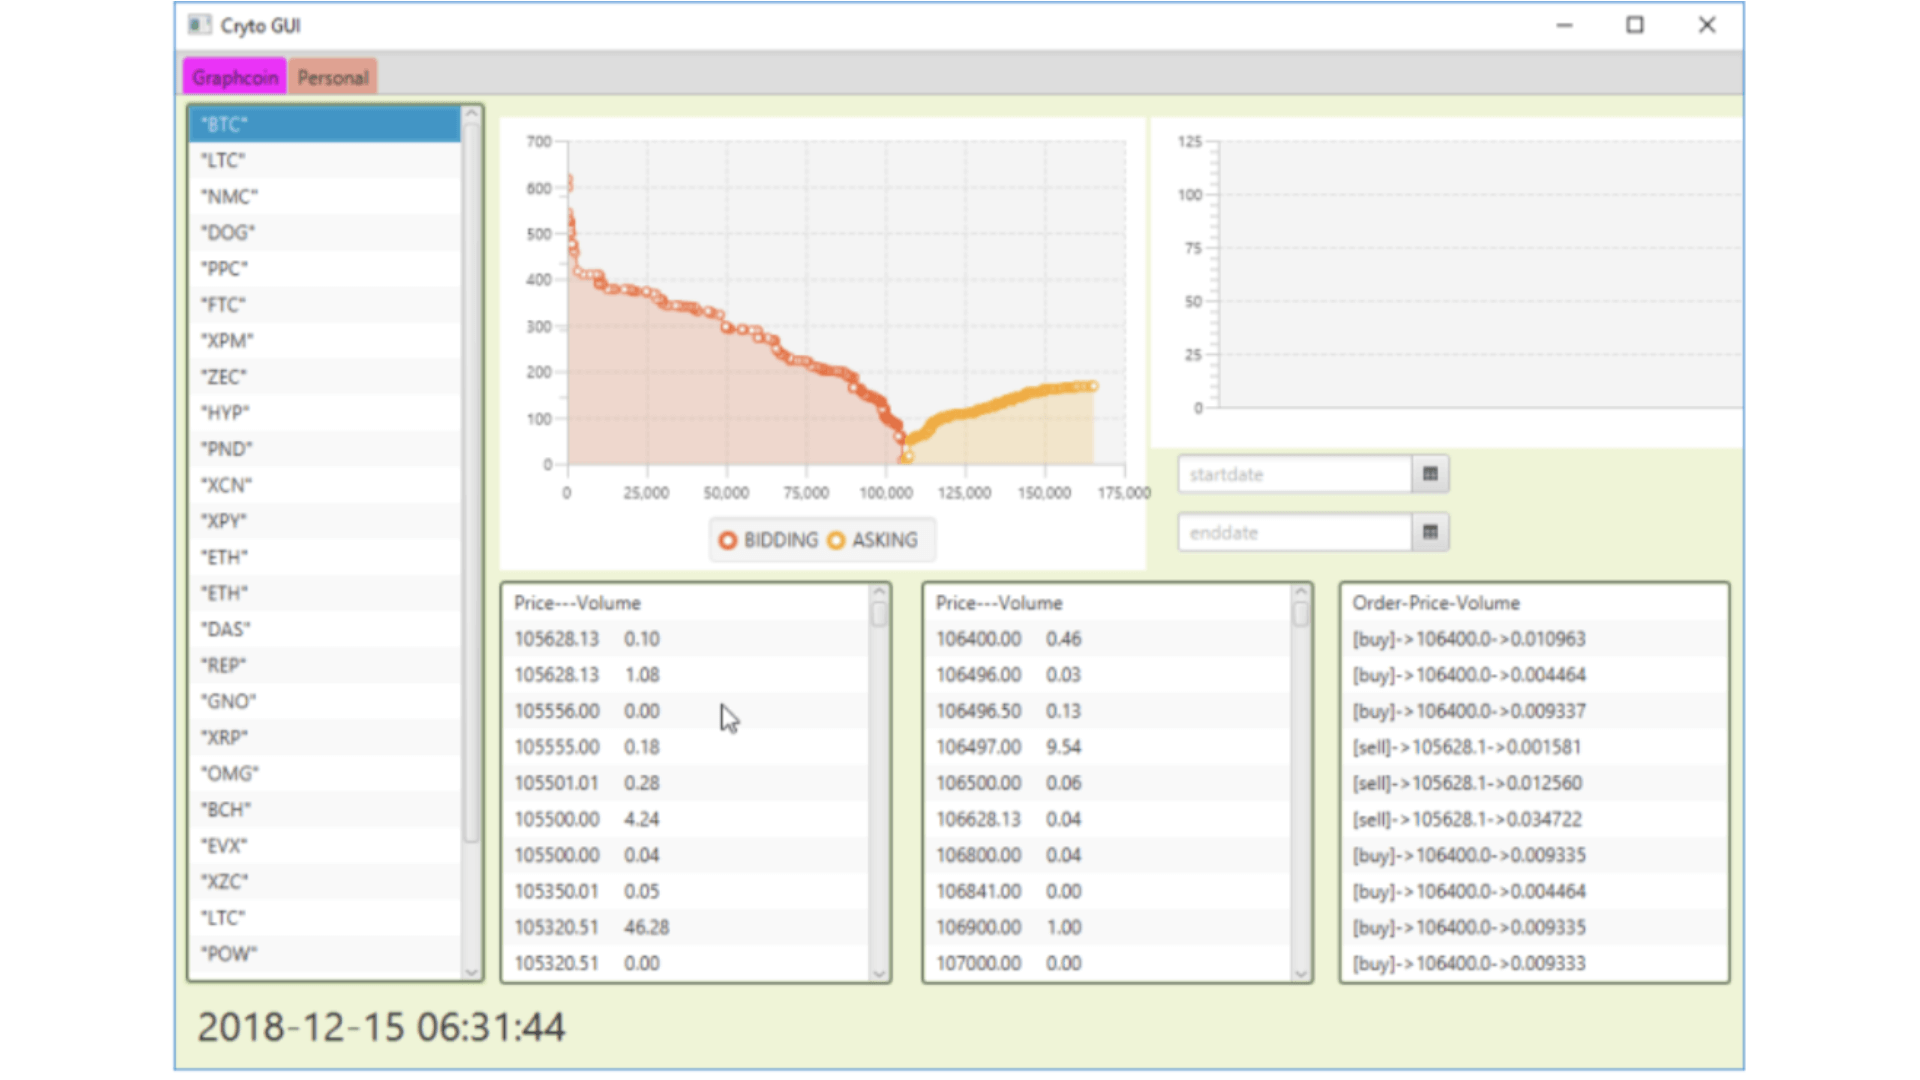 Cryto GUI
Graphcoin Personal
"BTC"
"LTC"
"NMC"
"DOG"
"PPC"
"FTC"
"XPM"
"ZEC"
"HYP"
"PND"
"XCN"
"XPY"
"ETH"
"ETH"
"DAS"
"REP"
"GNO"
"XRP"
"OMG"
"BCH"
"EVX"
"XZC"
"LTC"
"POW"
700
600
500
400
300
200
100
0
0 25,000 50,000 75,000 100,000 125,000 150,000 175,000
BIDDING ASKING
125
100
75
50
25
0
startdate
enddate
Price---Volume
105628.13 0.10
105628.13 1.08
105556.00 0.00
105555.00 0.18
105501.01 0.28
105500.00 4.24
105500.00 0.04
105350.01 0.05
105320.51 46.28
105320.51 0.00
Price---Volume
106400.00 0.46
106496.00 0.03
106496.50 0.13
106497.00 9.54
106500.00 0.06
106628.13 0.04
106800.00 0.04
106841.00 0.00
106900.00 1.00
107000.00 0.00
Order-Price-Volume
[buy]->106400.0->0.010963
[buy]->106400.0->0.004464
[buy]->106400.0->0.009337
[sell]->105628.1->0.001581
[sell]->105628.1->0.012560
[sell]->105628.1->0.034722
[buy]->106400.0->0.009335
[buy]->106400.0->0.004464
[buy]->106400.0->0.009335
[buy]->106400.0->0.009333
2018-12-15 06:31:44